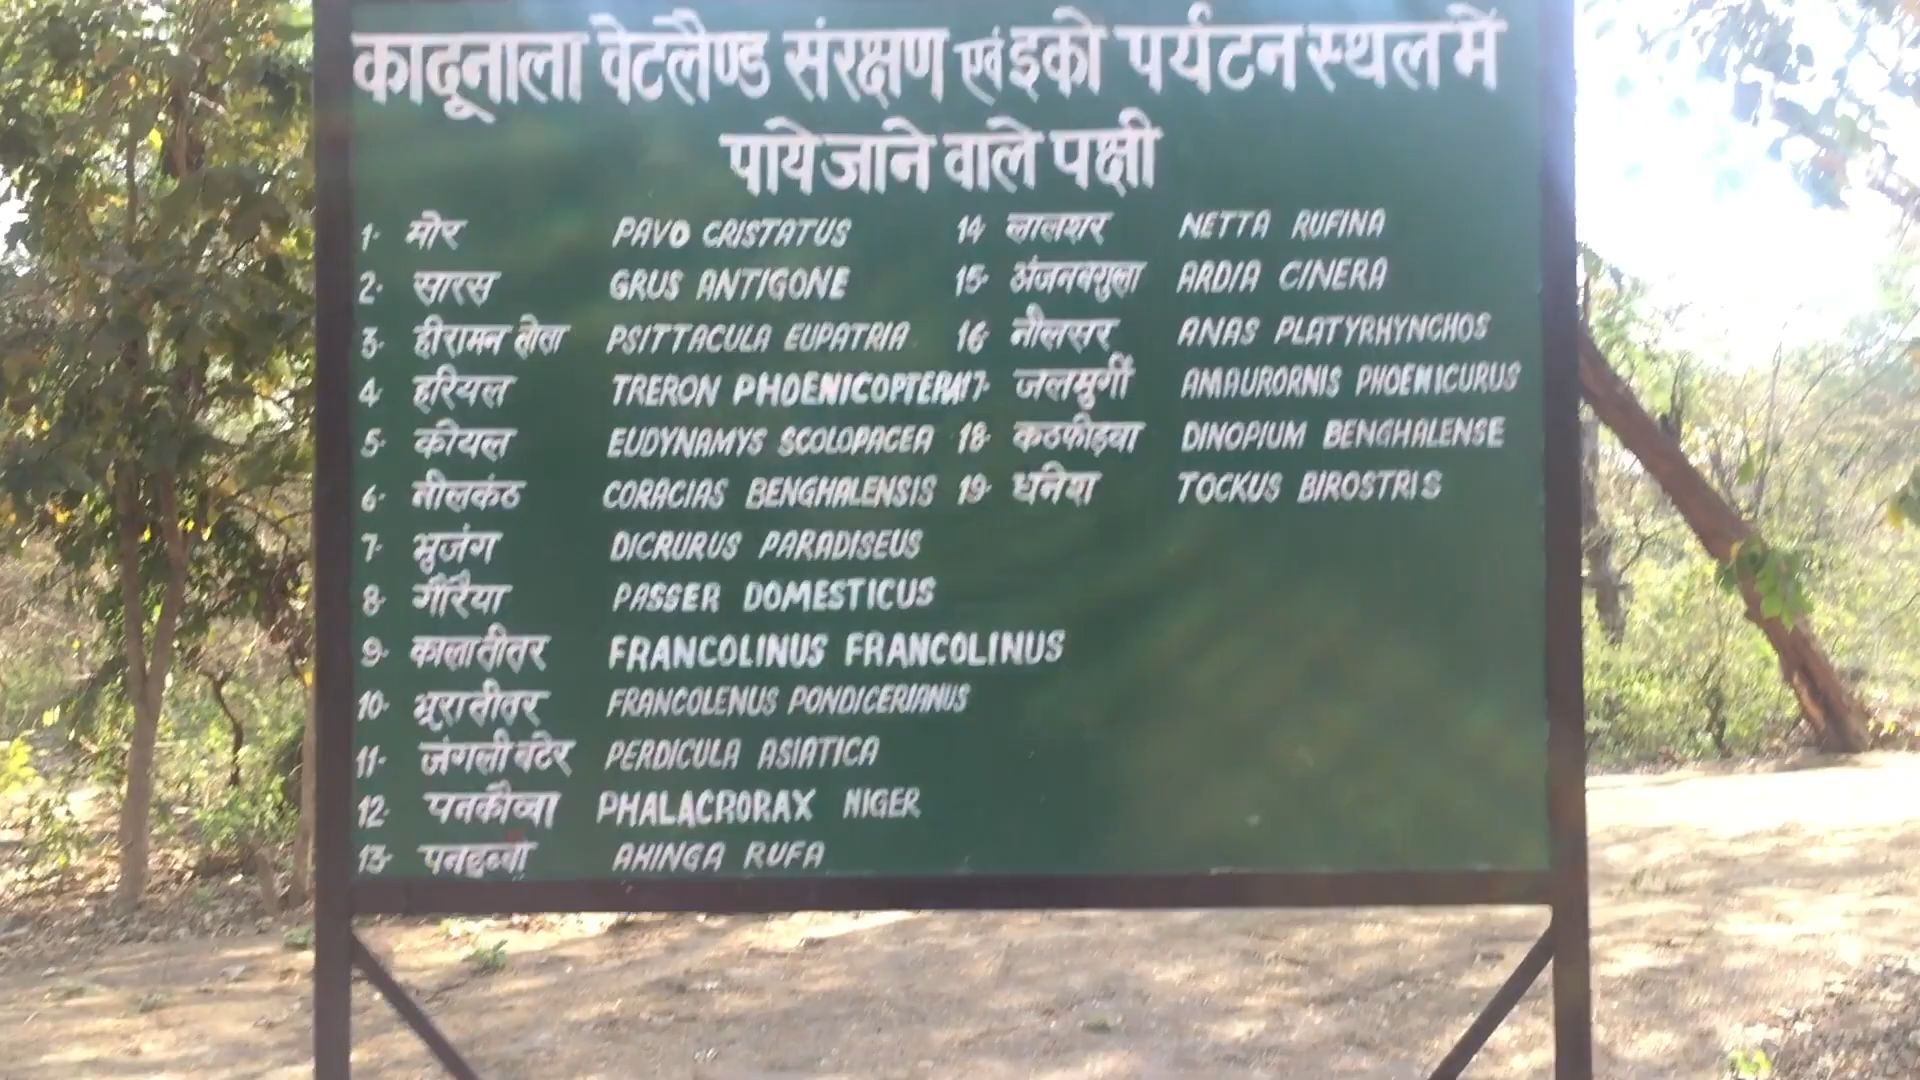 कादूनाला वेटलैण्ड संरक्षण एवं इको पर्यटन स्थल में
पाये जाने वाले पक्षी
1- मोर PAVO CRISTATUS
2- सारस GRUS ANTIGONE
3- हीरामन तोता PSITTACULA EUPATRIA
4- हरियल TRERON PHOENICOPTERA
5- कोयल EUDYNAMYS SCOLOPACEA
6- नीलकंठ CORACIAS BENGHALENSIS
7- भुजंग DICRURUS PARADISEUS
8- गौरैया PASSER DOMESTICUS
9- काला तीतर FRANCOLINUS FRANCOLINUS
10- भूरा तीतर FRANCOLENUS PONDICERIANUS
11- जंगली बटेर PERDICULA ASIATICA
12- पनकौव्वा PHALACRORAX NIGER
13- पनडुब्बी AHINGA RUFA
14- लालशर NETTA RUFINA
15- अंजन बगुला ARDIA CINERA
16- नीलसर ANAS PLATYRHYNCHOS
17- जलमुर्गी AMAURORNIS PHOENICURUS
18- कठफोड़वा DINOPIUM BENGHALENSE
19- धनेश TOCKUS BIROSTRIS